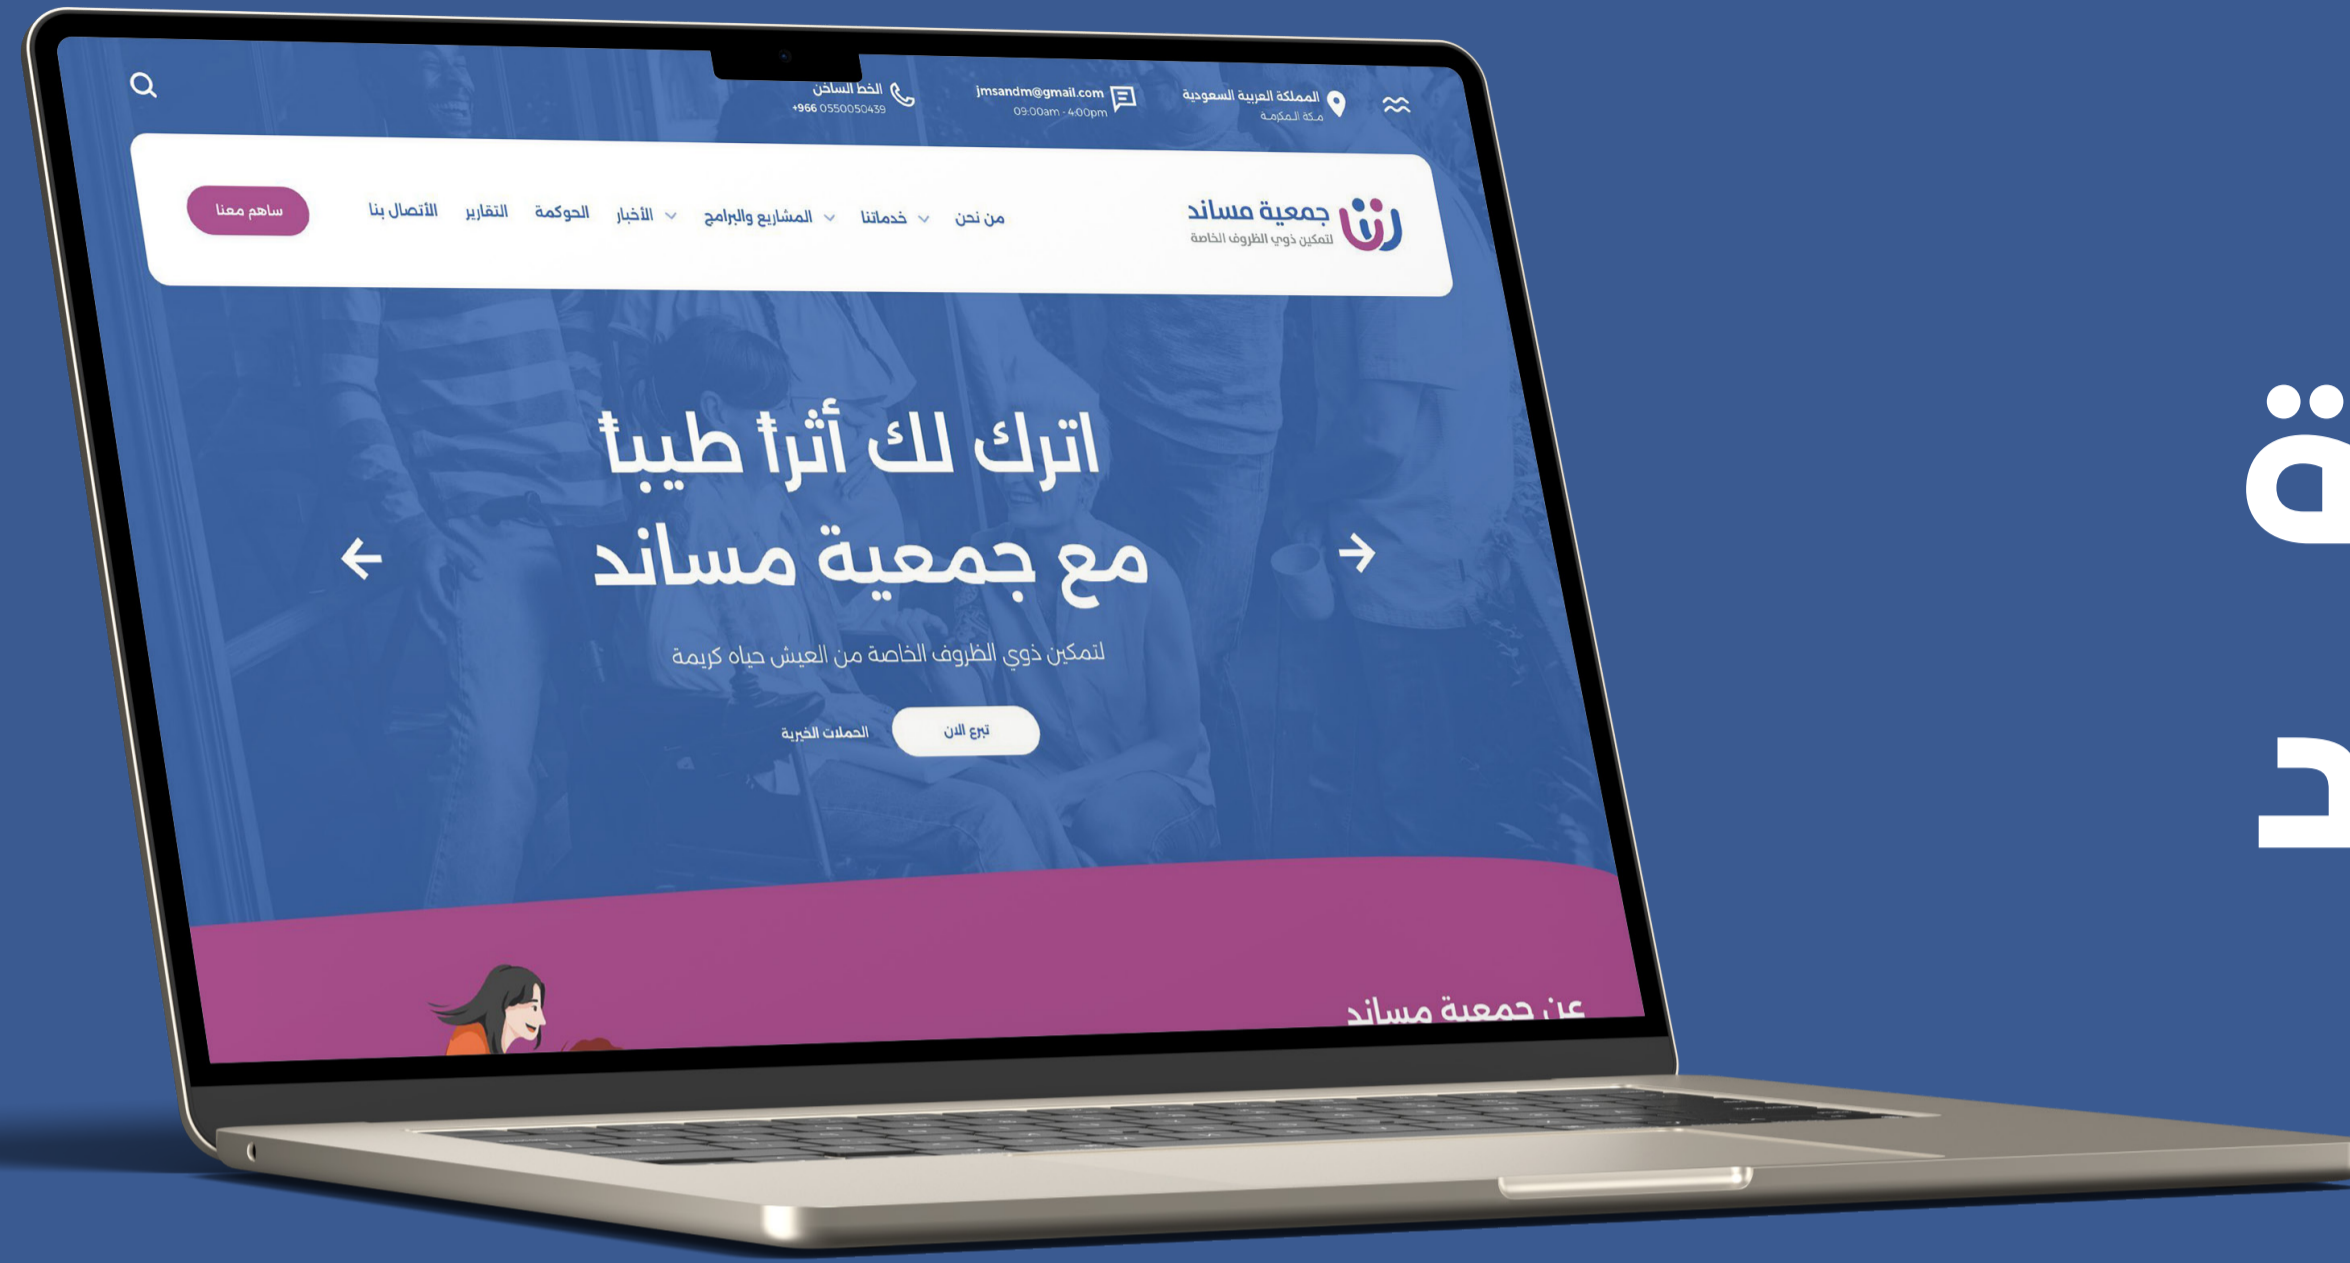 المملكة العربية السعودية
مكة المكرمة
jmsandm@gmail.com
09:00am - 4:00pm
الخط الساخن
+966 0550050439
جمعية مساند
لتمكين ذوي الظروف الخاصة
من نحن
خدماتنا
المشاريع والبرامج
الأخبار
الحوكمة
التقارير
الأتصال بنا
ساهم معنا
اترك لك أثراً طيباً
مع جمعية مساند
لتمكين ذوي الظروف الخاصة من العيش حياه كريمة
تبرع الان
الحملات الخيرية
عن جمعية مساند
ة
د